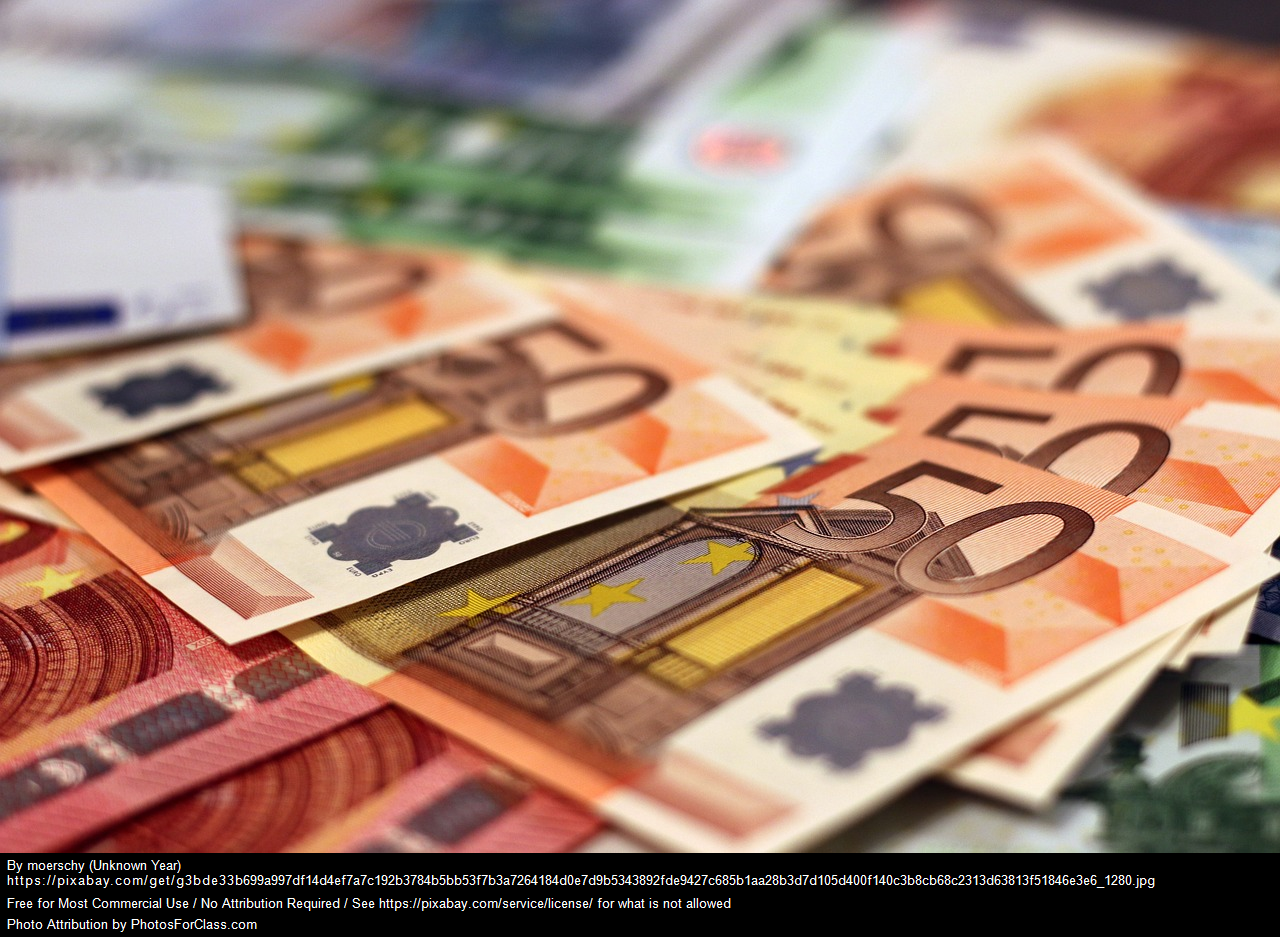 50
50
50
50
By moerschy (Unknown Year)
https://pixabay.com/get/g3bde33b699a997df14d4ef7a7c192b3784b5bb53f7b3a7264184d0e7d9b5343892fde9427c685b1aa28b3d7d105d400f140c3b8cb68c2313d63813f51846e3e6_1280.jpg
Free for Most Commercial Use / No Attribution Required / See https://pixabay.com/service/license/ for what is not allowed
Photo Attribution by PhotosForClass.com